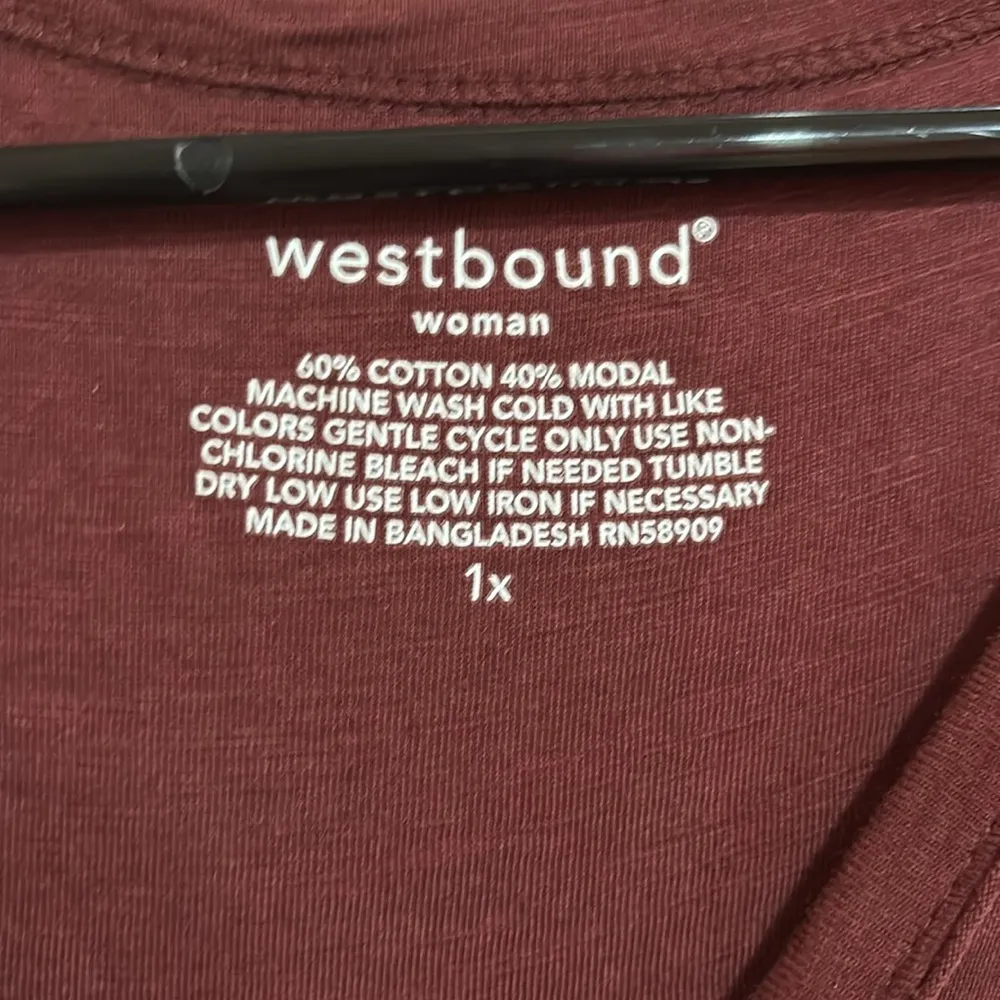 westbound®
woman
60% COTTON 40% MODAL
MACHINE WASH COLD WITH LIKE
COLORS GENTLE CYCLE ONLY USE NON-
CHLORINE BLEACH IF NEEDED TUMBLE
DRY LOW USE LOW IRON IF NECESSARY
MADE IN BANGLADESH RN58909
1x